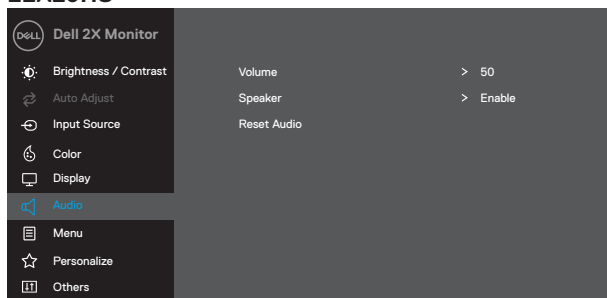 DELL Dell 2X Monitor
Brightness / Contrast Volume > 50
Auto Adjust Speaker > Enable
Input Source Reset Audio
Color
Display
Audio
Menu
Personalize
Others